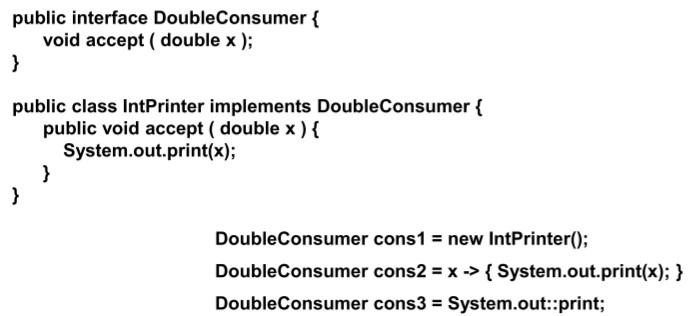 public interface DoubleConsumer {
void accept ( double x );
}
public class IntPrinter implements DoubleConsumer {
public void accept ( double x ) {
System.out.print(x);
}
}
DoubleConsumer cons1 = new IntPrinter();
DoubleConsumer cons2 = x -> { System.out.print(x); }
DoubleConsumer cons3 = System.out::print;